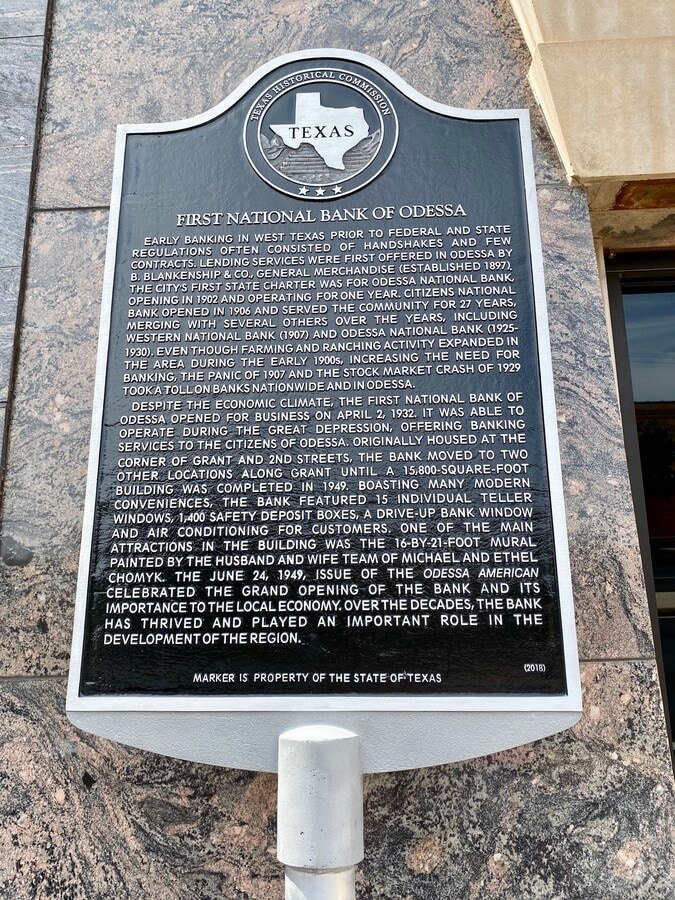 TEXAS HISTORICAL COMMISSION
TEXAS
FIRST NATIONAL BANK OF ODESSA
EARLY BANKING IN WEST TEXAS PRIOR TO FEDERAL AND STATE
REGULATIONS OFTEN CONSISTED OF HANDSHAKES AND FEW
CONTRACTS. LENDING SERVICES WERE FIRST OFFERED IN ODESSA BY
B. BLANKENSHIP & CO., GENERAL MERCHANDISE (ESTABLISHED 1897).
THE CITY'S FIRST STATE CHARTER WAS FOR ODESSA NATIONAL BANK,
OPENING IN 1902 AND OPERATING FOR ONE YEAR. CITIZENS NATIONAL
BANK OPENED IN 1906 AND SERVED THE COMMUNITY FOR 27 YEARS,
MERGING WITH SEVERAL OTHERS OVER THE YEARS, INCLUDING
WESTERN NATIONAL BANK (1907) AND ODESSA NATIONAL BANK (1925-
1930). EVEN THOUGH FARMING AND RANCHING ACTIVITY EXPANDED IN
THE AREA DURING THE EARLY 1900s, INCREASING THE NEED FOR
BANKING, THE PANIC OF 1907 AND THE STOCK MARKET CRASH OF 1929
TOOK A TOLL ON BANKS NATIONWIDE AND IN ODESSA.
DESPITE THE ECONOMIC CLIMATE, THE FIRST NATIONAL BANK OF
ODESSA OPENED FOR BUSINESS ON APRIL 2, 1932. IT WAS ABLE TO
OPERATE DURING THE GREAT DEPRESSION, OFFERING BANKING
SERVICES TO THE CITIZENS OF ODESSA. ORIGINALLY HOUSED AT THE
CORNER OF GRANT AND 2ND STREETS, THE BANK MOVED TO TWO
OTHER LOCATIONS ALONG GRANT UNTIL A 15,800-SQUARE-FOOT
BUILDING WAS COMPLETED IN 1949. BOASTING MANY MODERN
CONVENIENCES, THE BANK FEATURED 15 INDIVIDUAL TELLER
WINDOWS, 1,400 SAFETY DEPOSIT BOXES, A DRIVE-UP BANK WINDOW
AND AIR CONDITIONING FOR CUSTOMERS. ONE OF THE MAIN
ATTRACTIONS IN THE BUILDING WAS THE 16-BY-21-FOOT MURAL
PAINTED BY THE HUSBAND AND WIFE TEAM OF MICHAEL AND ETHEL
CHOMYK. THE JUNE 24, 1949, ISSUE OF THE ODESSA AMERICAN
CELEBRATED THE GRAND OPENING OF THE BANK AND ITS
IMPORTANCE TO THE LOCAL ECONOMY. OVER THE DECADES, THE BANK
HAS THRIVED AND PLAYED AN IMPORTANT ROLE IN THE
DEVELOPMENT OF THE REGION.
(2018)
MARKER IS PROPERTY OF THE STATE OF TEXAS